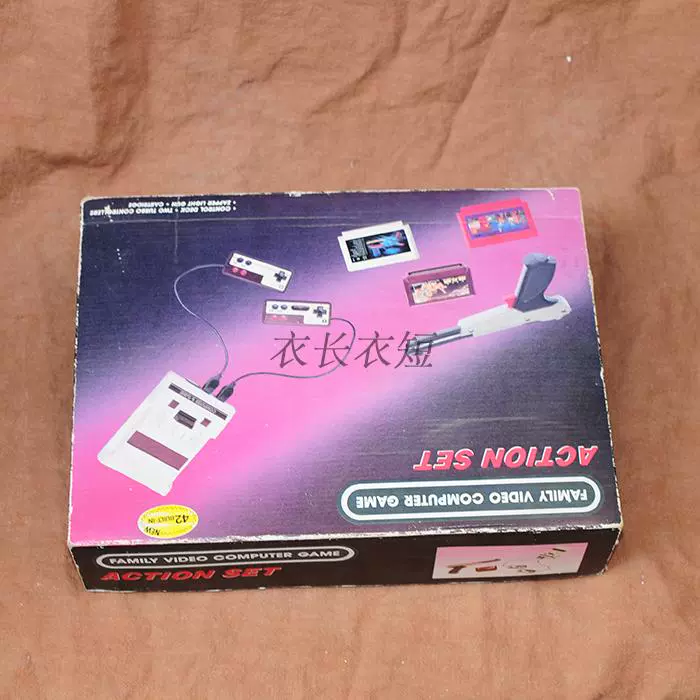 • CONTROL DECK • TWO TURBO CONTROLLERS
• ZAPPER LIGHT GUN • CARTRIDGE
衣长衣短
ACTION SET
FAMILY VIDEO COMPUTER GAME
NEW
42 BUILT-IN
FAMILY VIDEO COMPUTER GAME
ACTION SET